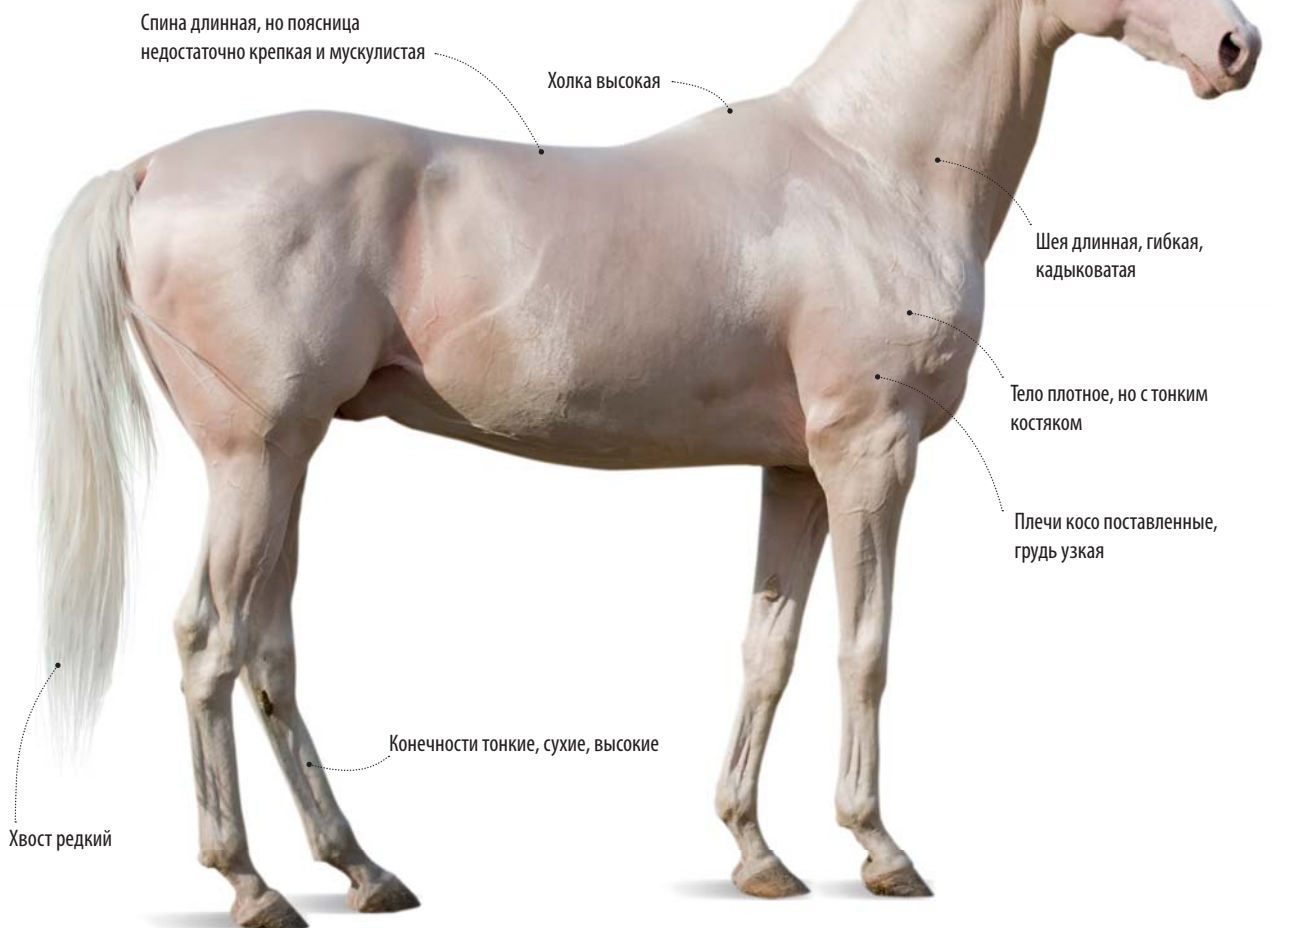 Спина длинная, но поясница
недостаточно крепкая и мускулистая
Холка высокая
Шея длинная, гибкая,
кадыковатая
Тело плотное, но с тонким
костяком
Плечи косо поставленные,
грудь узкая
Конечности тонкие, сухие, высокие
Хвост редкий